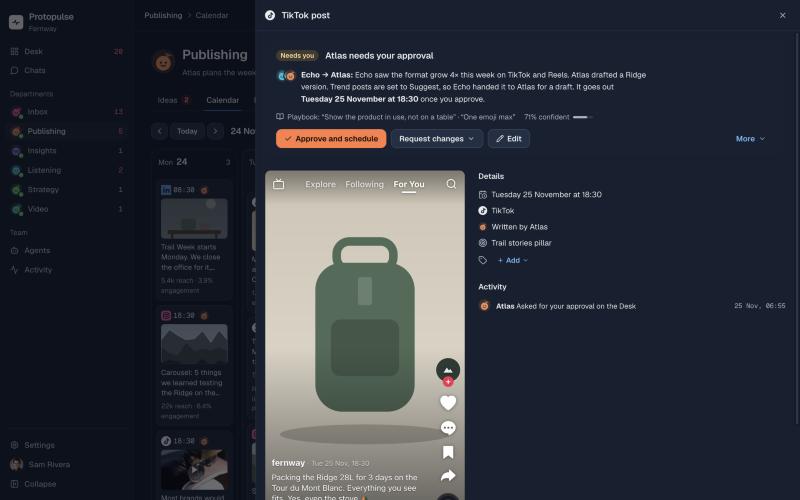 Protopulse
Fernway
Desk 20
Chats
Departments
Inbox 13
Publishing 5
Insights 1
Listening 2
Strategy 1
Video 1
Team
Agents
Activity
Settings
Sam Rivera
Collapse
Publishing > Calendar
Publishing
Atlas plans the week
Ideas 2 Calendar
Today 24 Nov
Mon 24 3
08:30
Trail Week starts
Monday. We close
the office for it,…
5.4k reach · 3.9%
engagement
18:30
Carousel: 5 things
we learned testing
the Ridge on the…
22k reach · 6.4%
engagement
18:30
Most brands would
TikTok post
Needs you Atlas needs your approval
Echo → Atlas: Echo saw the format grow 4× this week on TikTok and Reels. Atlas drafted a Ridge
version. Trend posts are set to Suggest, so Echo handed it to Atlas for a draft. It goes out
Tuesday 25 November at 18:30 once you approve.
Playbook: “Show the product in use, not on a table” · “One emoji max” 71% confident
Approve and schedule Request changes Edit More
Explore Following For You
fernway · Tue 25 Nov, 18:30
Packing the Ridge 28L for 3 days on the
Tour du Mont Blanc. Everything you see
fits. Yes, even the stove.
Details
Tuesday 25 November at 18:30
TikTok
Written by Atlas
Trail stories pillar
+ Add
Activity
Atlas Asked for your approval on the Desk 25 Nov, 06:55